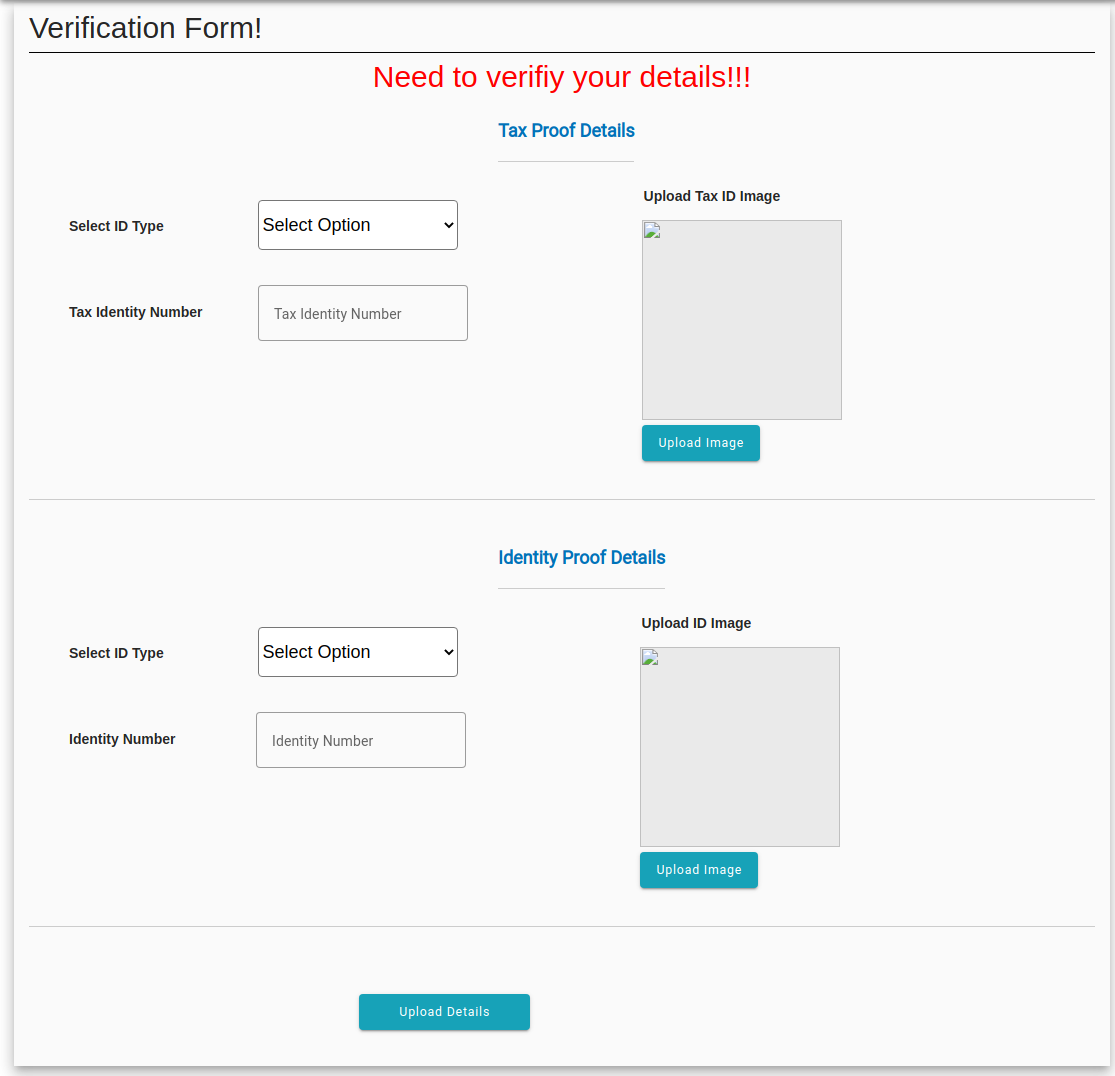 Verification Form!
Need to verifiy your details!!!
Tax Proof Details
Select ID Type
Select Option
Tax Identity Number
Tax Identity Number
Upload Tax ID Image
Upload Image
Identity Proof Details
Select ID Type
Select Option
Identity Number
Identity Number
Upload ID Image
Upload Image
Upload Details